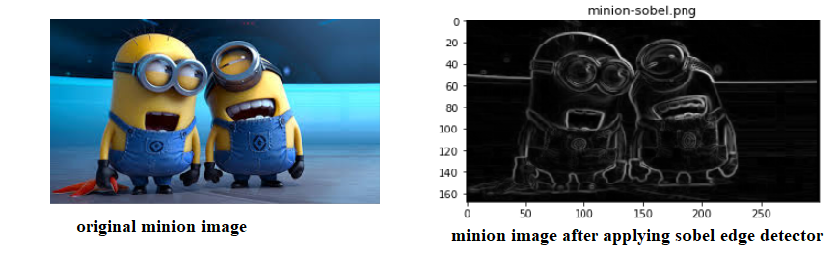 minion-sobel.png
0
20
40
60
80
100
120
140
160
0 50 100 150 200 250
original minion image
minion image after applying sobel edge detector